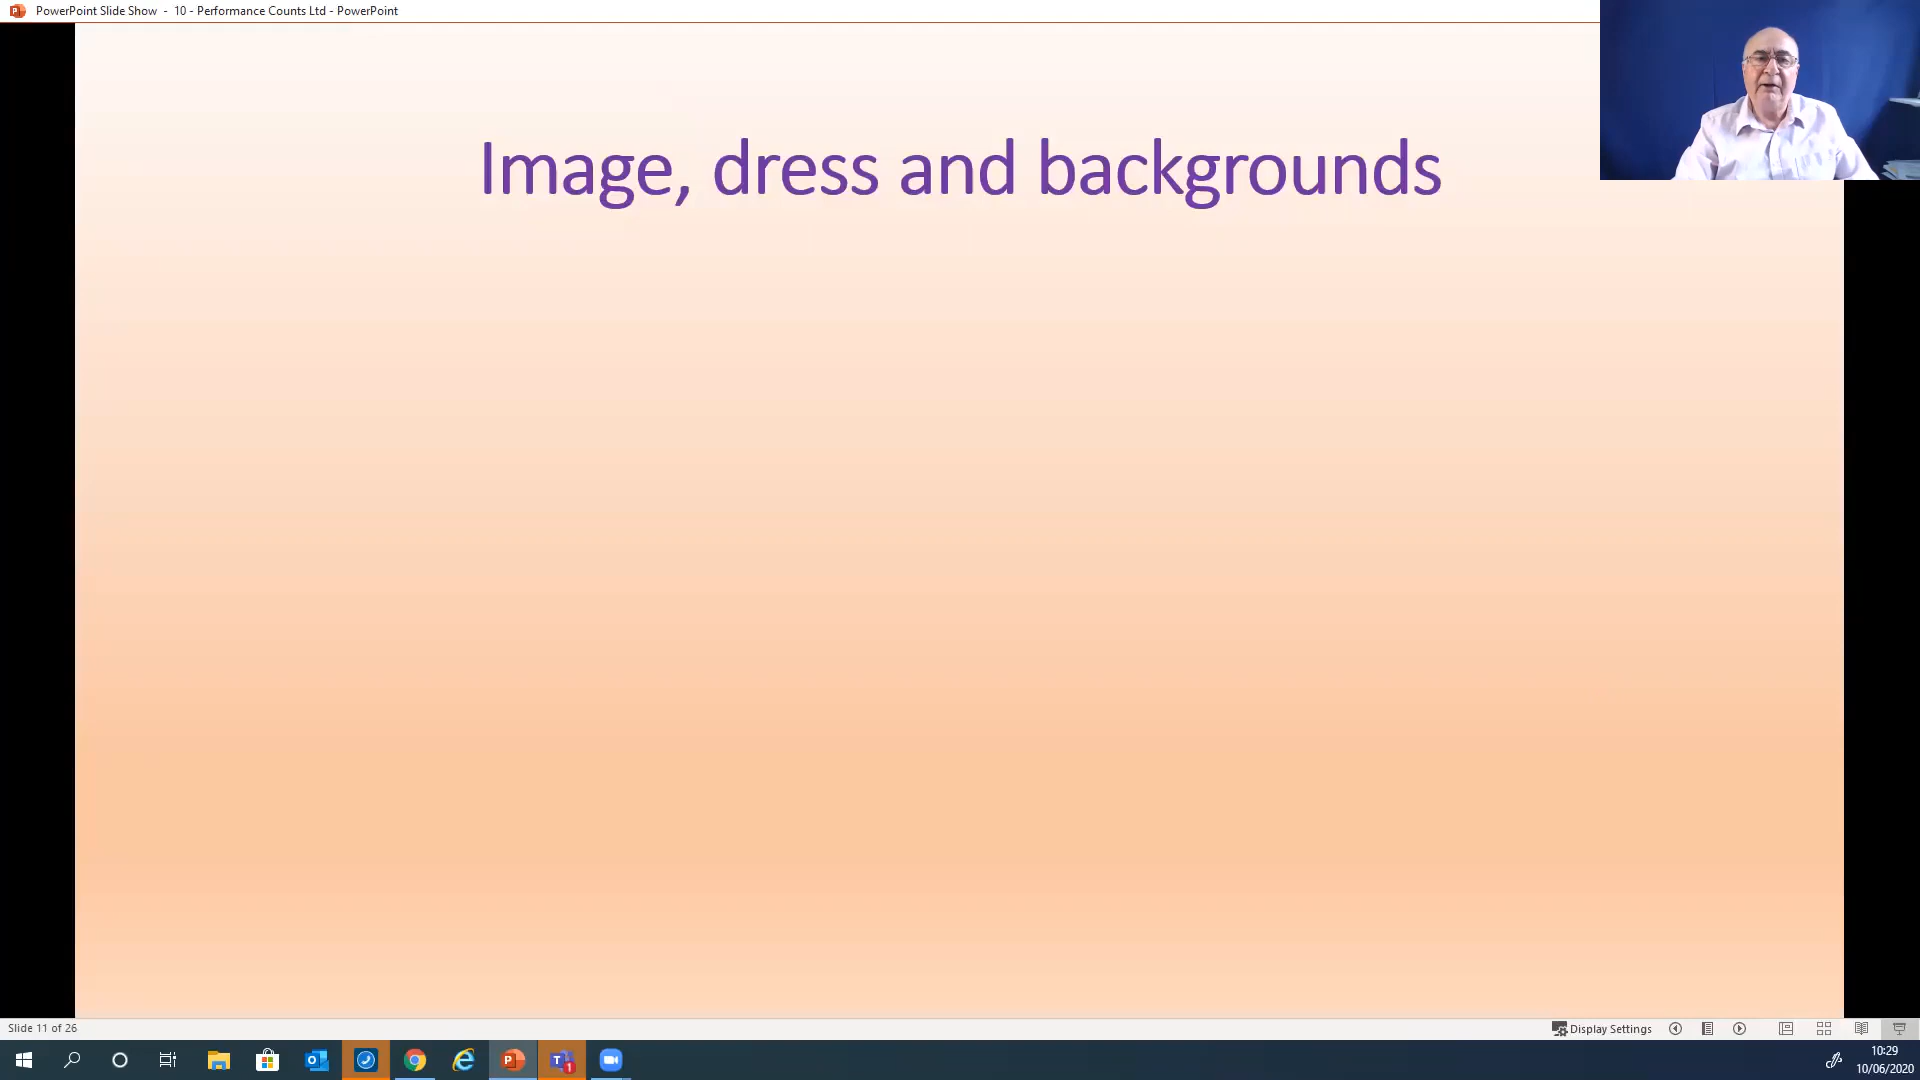 PowerPoint Slide Show - 10 - Performance Counts Ltd - PowerPoint
Image, dress and backgrounds
Slide 11 of 26
Display Settings
10:29
10/06/2020